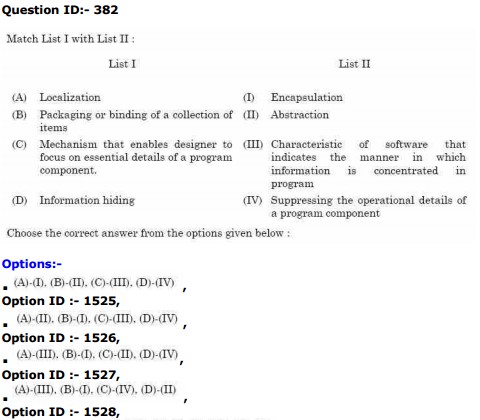 Question ID:- 382
Match List I with List II :
List I List II
(A) Localization (I) Encapsulation
(B) Packaging or binding of a collection of items (II) Abstraction
(C) Mechanism that enables designer to focus on essential details of a program component. (III) Characteristic of software that indicates the manner in which information is concentrated in program
(D) Information hiding (IV) Suppressing the operational details of a program component
Choose the correct answer from the options given below :
Options:-
(A)-(I), (B)-(II), (C)-(III), (D)-(IV) ,
Option ID :- 1525,
(A)-(II), (B)-(I), (C)-(III), (D)-(IV) ,
Option ID :- 1526,
(A)-(III), (B)-(I), (C)-(II), (D)-(IV) ,
Option ID :- 1527,
(A)-(III), (B)-(I), (C)-(IV), (D)-(II) ,
Option ID :- 1528,